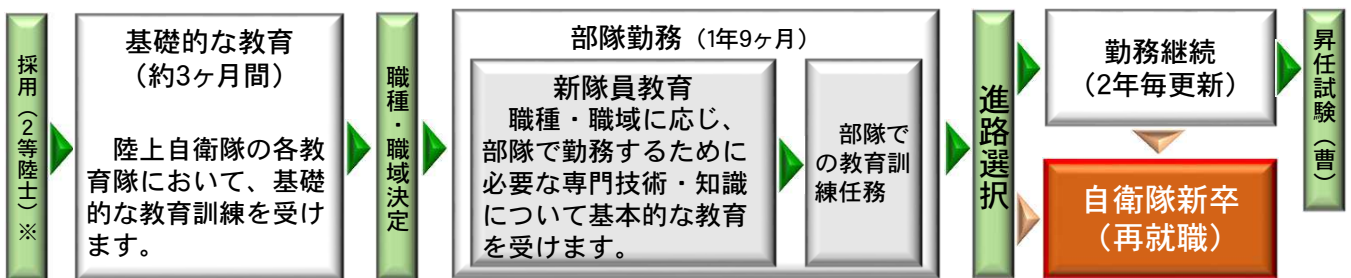 採用（2等陸士）※
基礎的な教育
（約3ヶ月間）
陸上自衛隊の各教
育隊において、基礎
的な教育訓練を受け
ます。
職種・職域決定
部隊勤務（1年9ヶ月）
新隊員教育
職種・職域に応じ、
部隊で勤務するために
必要な専門技術・知識
について基本的な教育
を受けます。
部隊で
の教育訓
練任務
進路選択
勤務継続
（2年毎更新）
自衛隊新卒
（再就職）
昇任試験（曹）